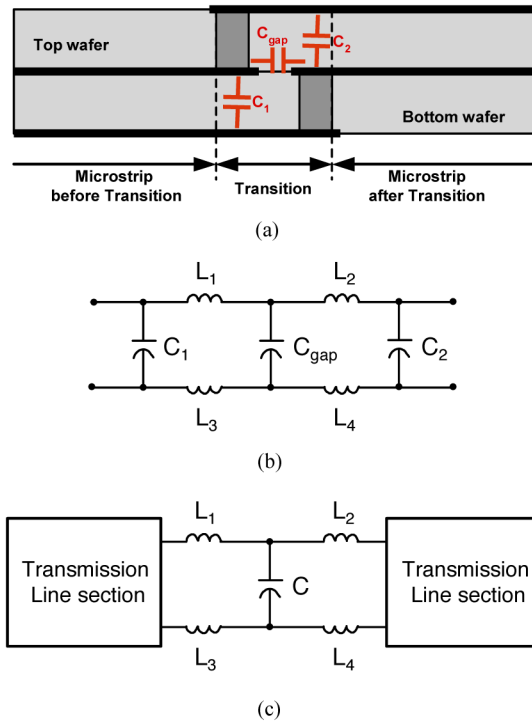 Top wafer
C gap
C2
C1
Bottom wafer
Microstrip
before Transition
Transition
Microstrip
after Transition
(a)
L1
L2
C1
Cgap
C2
L3
L4
(b)
L1
L2
Transmission
Line section
C
Transmission
Line section
L3
L4
(c)